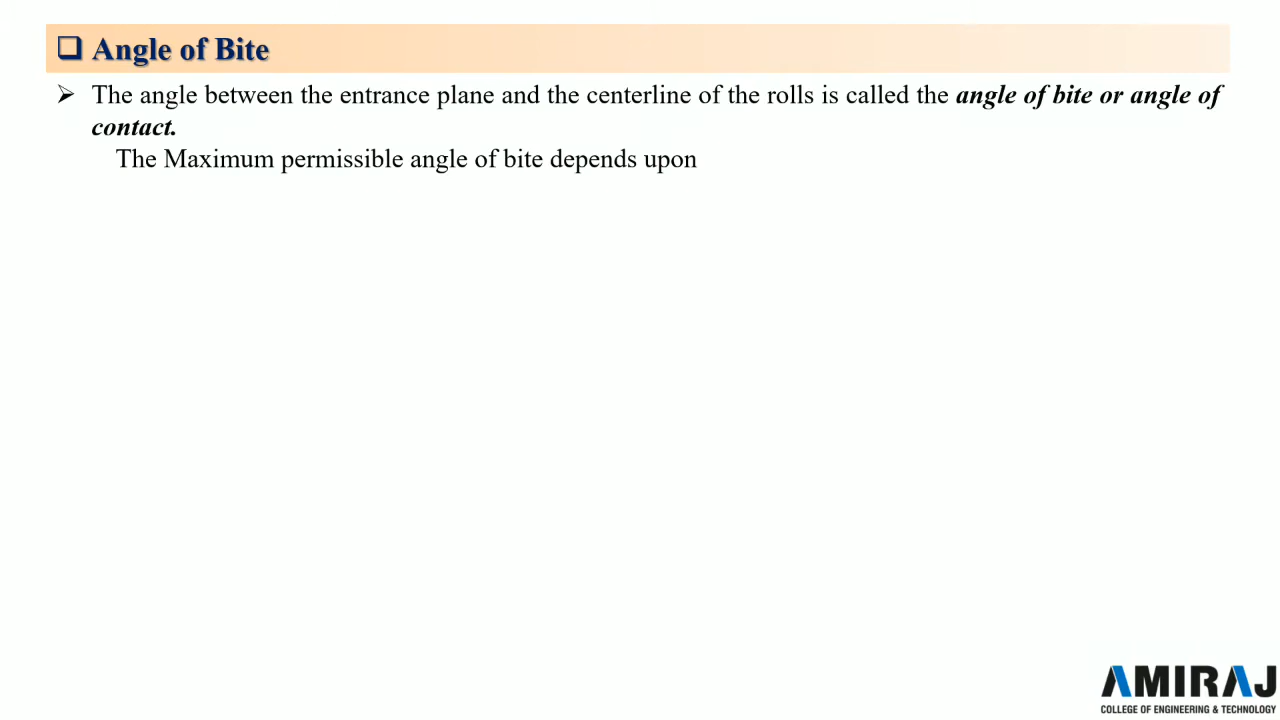 Angle of Bite
The angle between the entrance plane and the centerline of the rolls is called the angle of bite or angle of
contact.
The Maximum permissible angle of bite depends upon
AMIRAJ
COLLEGE OF ENGINEERING & TECHNOLOGY